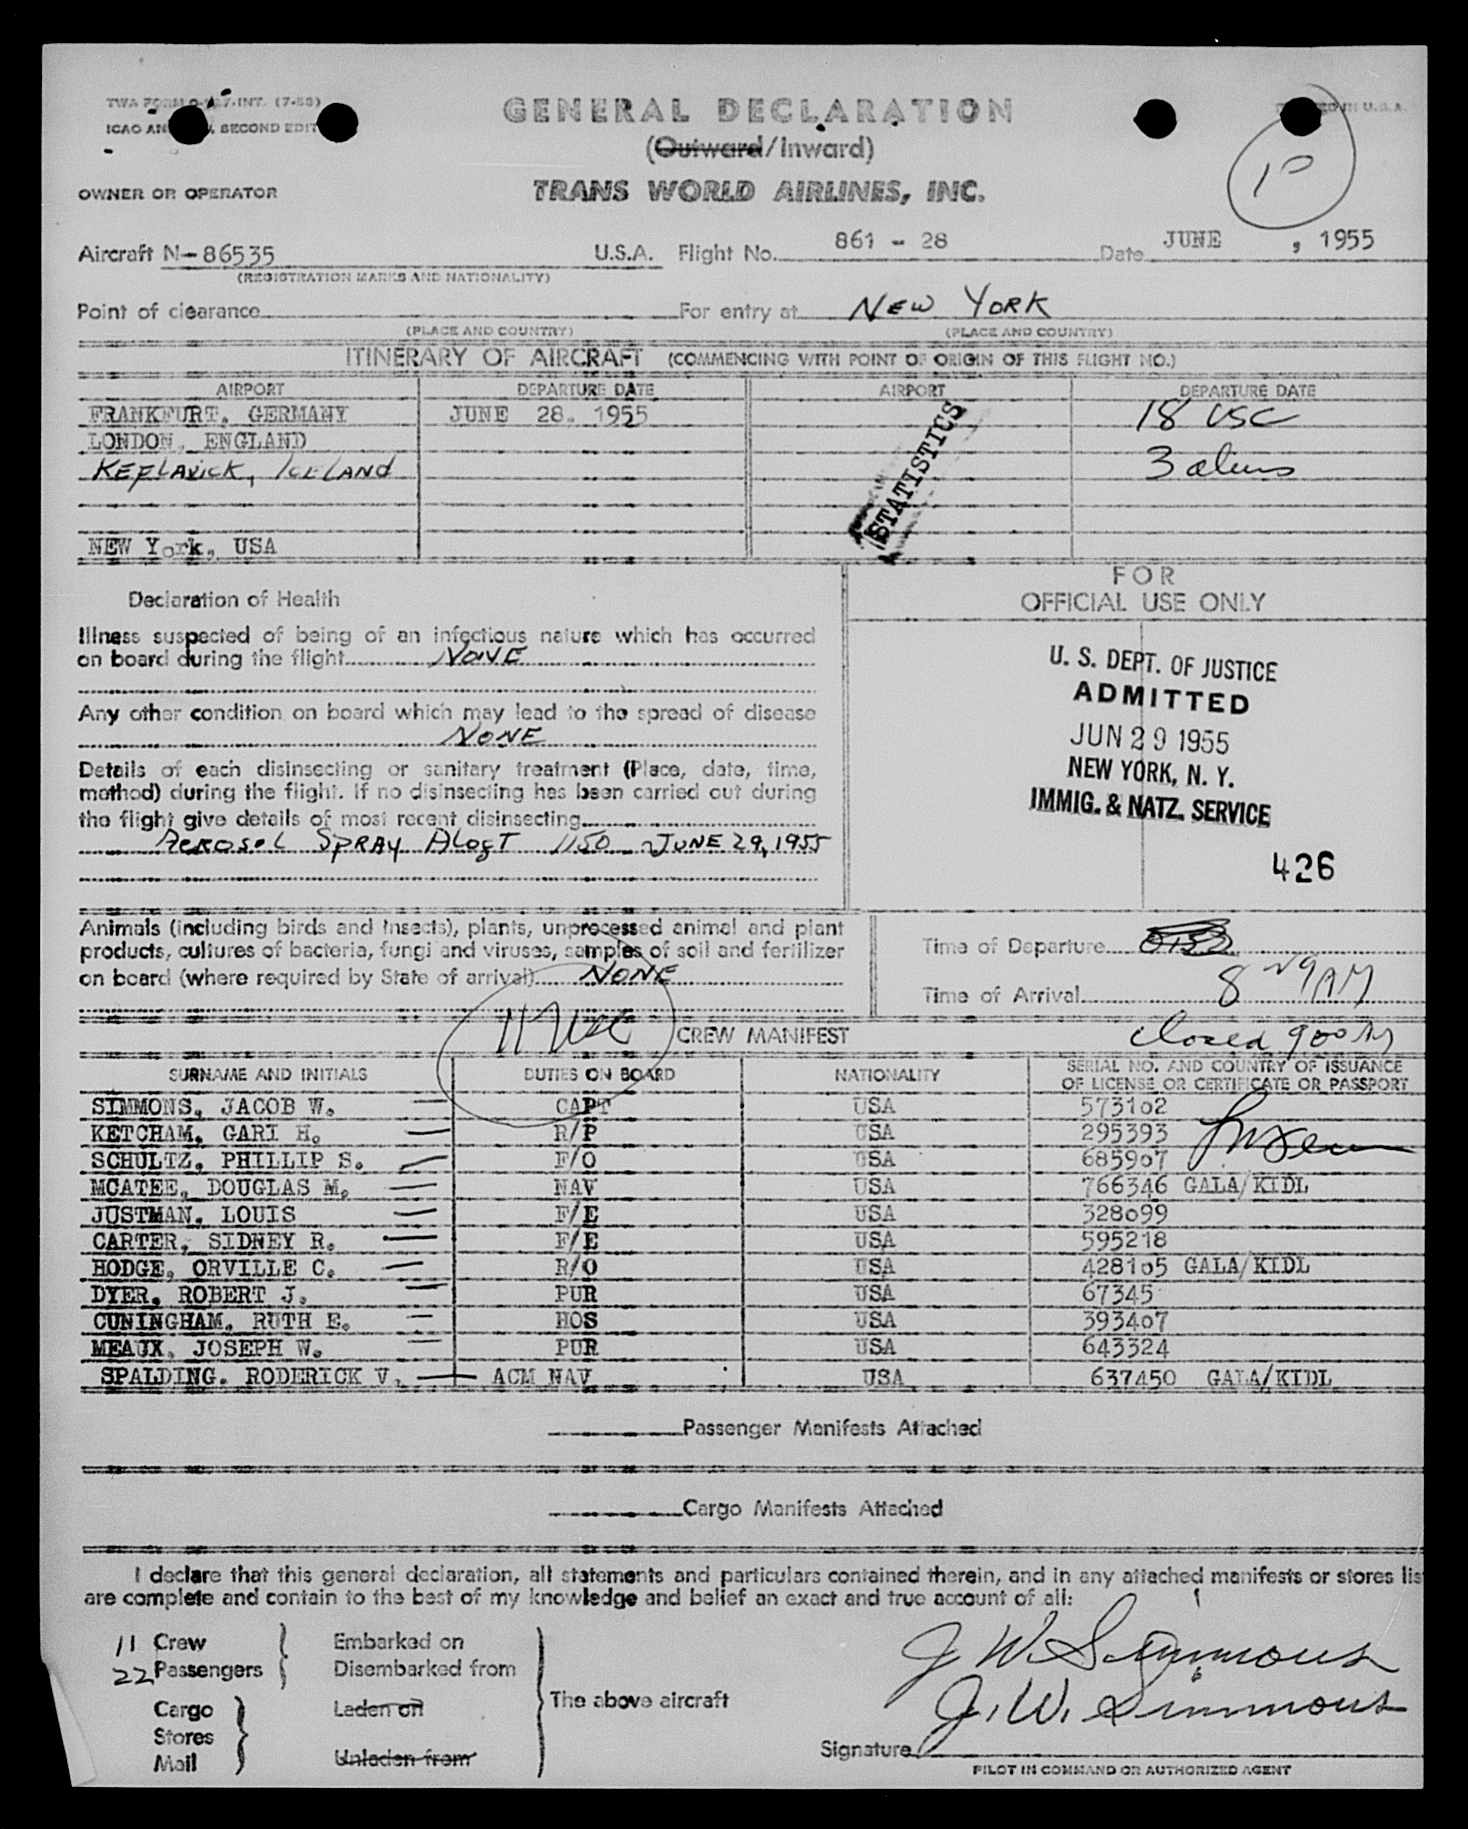 TWA FORM INT. (7-53)
ICAO AN SECOND EDIT
GENERAL DECLARATION
(Outward/Inward)
OWNER OR OPERATOR
TRANS WORLD AIRLINES, INC.
Aircraft N-86535 U.S.A. Flight No. 861 - 28 Date JUNE , 1955
(REGISTRATION MARKS AND NATIONALITY)
Point of clearance For entry at NEW YORK
(PLACE AND COUNTRY) (PLACE AND COUNTRY)
ITINERARY OF AIRCRAFT (COMMENCING WITH POINT OF ORIGIN OF THIS FLIGHT NO.)
AIRPORT DEPARTURE DATE AIRPORT DEPARTURE DATE
FRANKFURT, GERMANY JUNE 28. 1955 18 USC
LONDON, ENGLAND
KEFLAVICK, ICELAND 3 aliens
STATISTICS
NEW York, USA
FOR
OFFICIAL USE ONLY
Declaration of Health
Illness suspected of being of an infectious nature which has occurred
on board during the flight NONE
Any other condition on board which may lead to the spread of disease
NONE
Details of each disinsecting or sanitary treatment (Place, date, time,
method) during the flight. If no disinsecting has been carried out during
the flight give details of most recent disinsecting
AEROSOL SPRAY ALOFT 1150 JUNE 29, 1955
U. S. DEPT. OF JUSTICE
ADMITTED
JUN 29 1955
NEW YORK, N. Y.
IMMIG. & NATZ. SERVICE
426
Animals (including birds and insects), plants, unprocessed animal and plant
products, cultures of bacteria, fungi and viruses, samples of soil and fertilizer
on board (where required by State of arrival) NONE
Time of Departure
Time of Arrival 8 29 AM
closed 900 AM
CREW MANIFEST
SURNAME AND INITIALS DUTIES ON BOARD NATIONALITY SERIAL NO. AND COUNTRY OF ISSUANCE
OF LICENSE OR CERTIFICATE OR PASSPORT
SIMMONS, JACOB W. CAPT USA 573102
KETCHAM, GARI H. R/P USA 295393
SCHULTZ, PHILLIP S. F/O USA 685907
MCATEE, DOUGLAS M. NAV USA 766346 GALA/KIDL
JUSTMAN, LOUIS F/E USA 328099
CARTER, SIDNEY R. F/E USA 595218
HODGE, ORVILLE C. R/O USA 428105 GALA/KIDL
DYER, ROBERT J. PUR USA 67345
CUNINGHAM, RUTH E. HOS USA 393407
MEAUX, JOSEPH W. PUR USA 643324
SPALDING, RODERICK V. ACM NAV USA 637450 GALA/KIDL
Passenger Manifests Attached
Cargo Manifests Attached
I declare that this general declaration, all statements and particulars contained therein, and in any attached manifests or stores lis
are complete and contain to the best of my knowledge and belief an exact and true account of all:
11 Crew Embarked on
22 Passengers Disembarked from
Cargo Laden on The above aircraft
Stores
Mail Unladen from
J W Simmons
J. W. Simmons
Signature
PILOT IN COMMAND OR AUTHORIZED AGENT